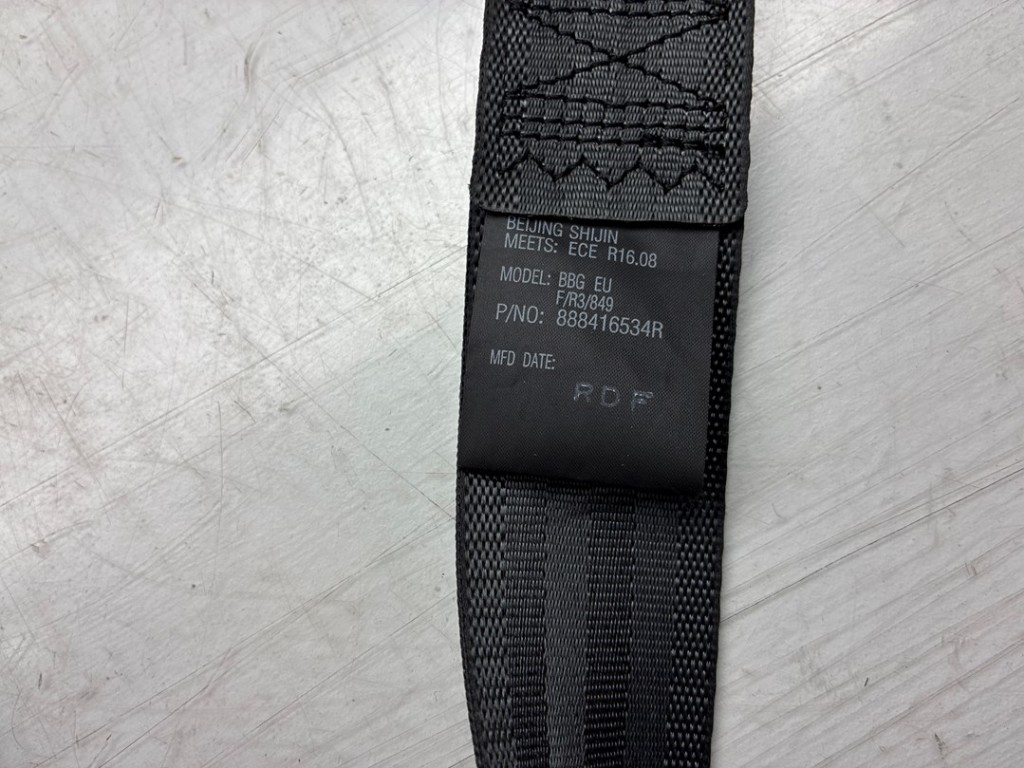 BEIJING SHIJIN
MEETS: ECE R16.08
MODEL: BBG EU
F/R3/849
P/NO: 888416534R
MFD DATE:
RDF